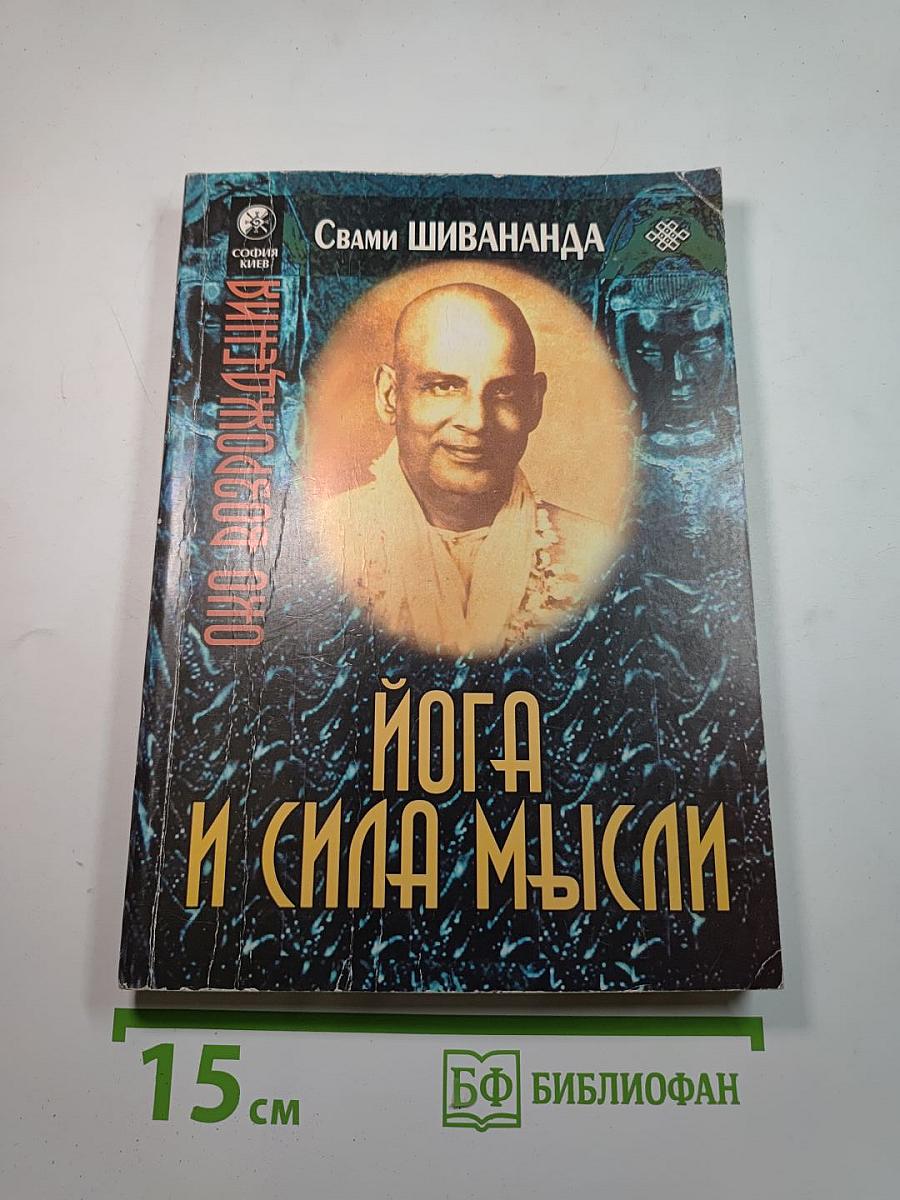 СОФИЯ
КИЕВ
Свами ШИВАНАНДА
ОКО ВОЗРОЖДЕНИЯ
ЙОГА
И СИЛА МЫСЛИ
15 см
БФ БИБЛИОФАН